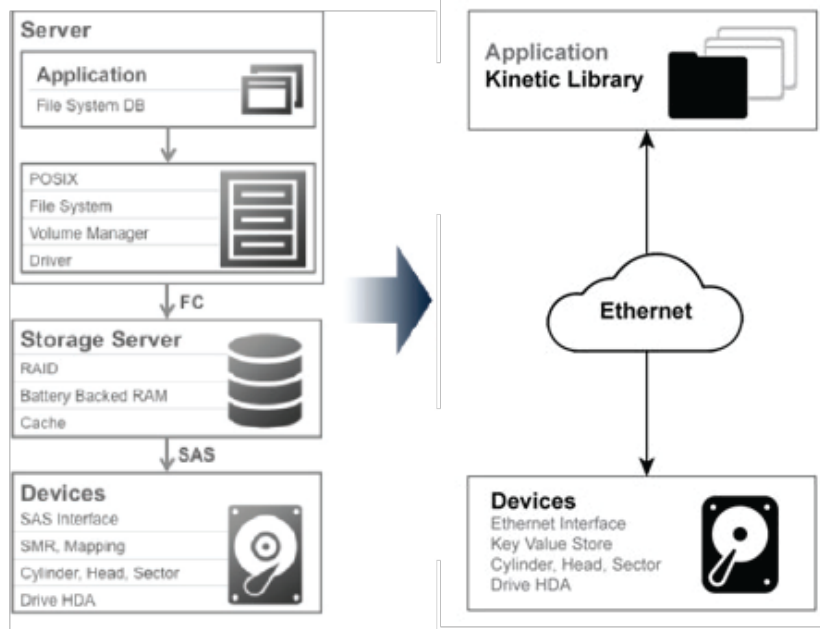 Server
Application
File System DB
POSIX
File System
Volume Manager
Driver
FC
Storage Server
RAID
Battery Backed RAM
Cache
SAS
Devices
SAS Interface
SMR, Mapping
Cylinder, Head, Sector
Drive HDA
Application
Kinetic Library
Ethernet
Devices
Ethernet Interface
Key Value Store
Cylinder, Head, Sector
Drive HDA